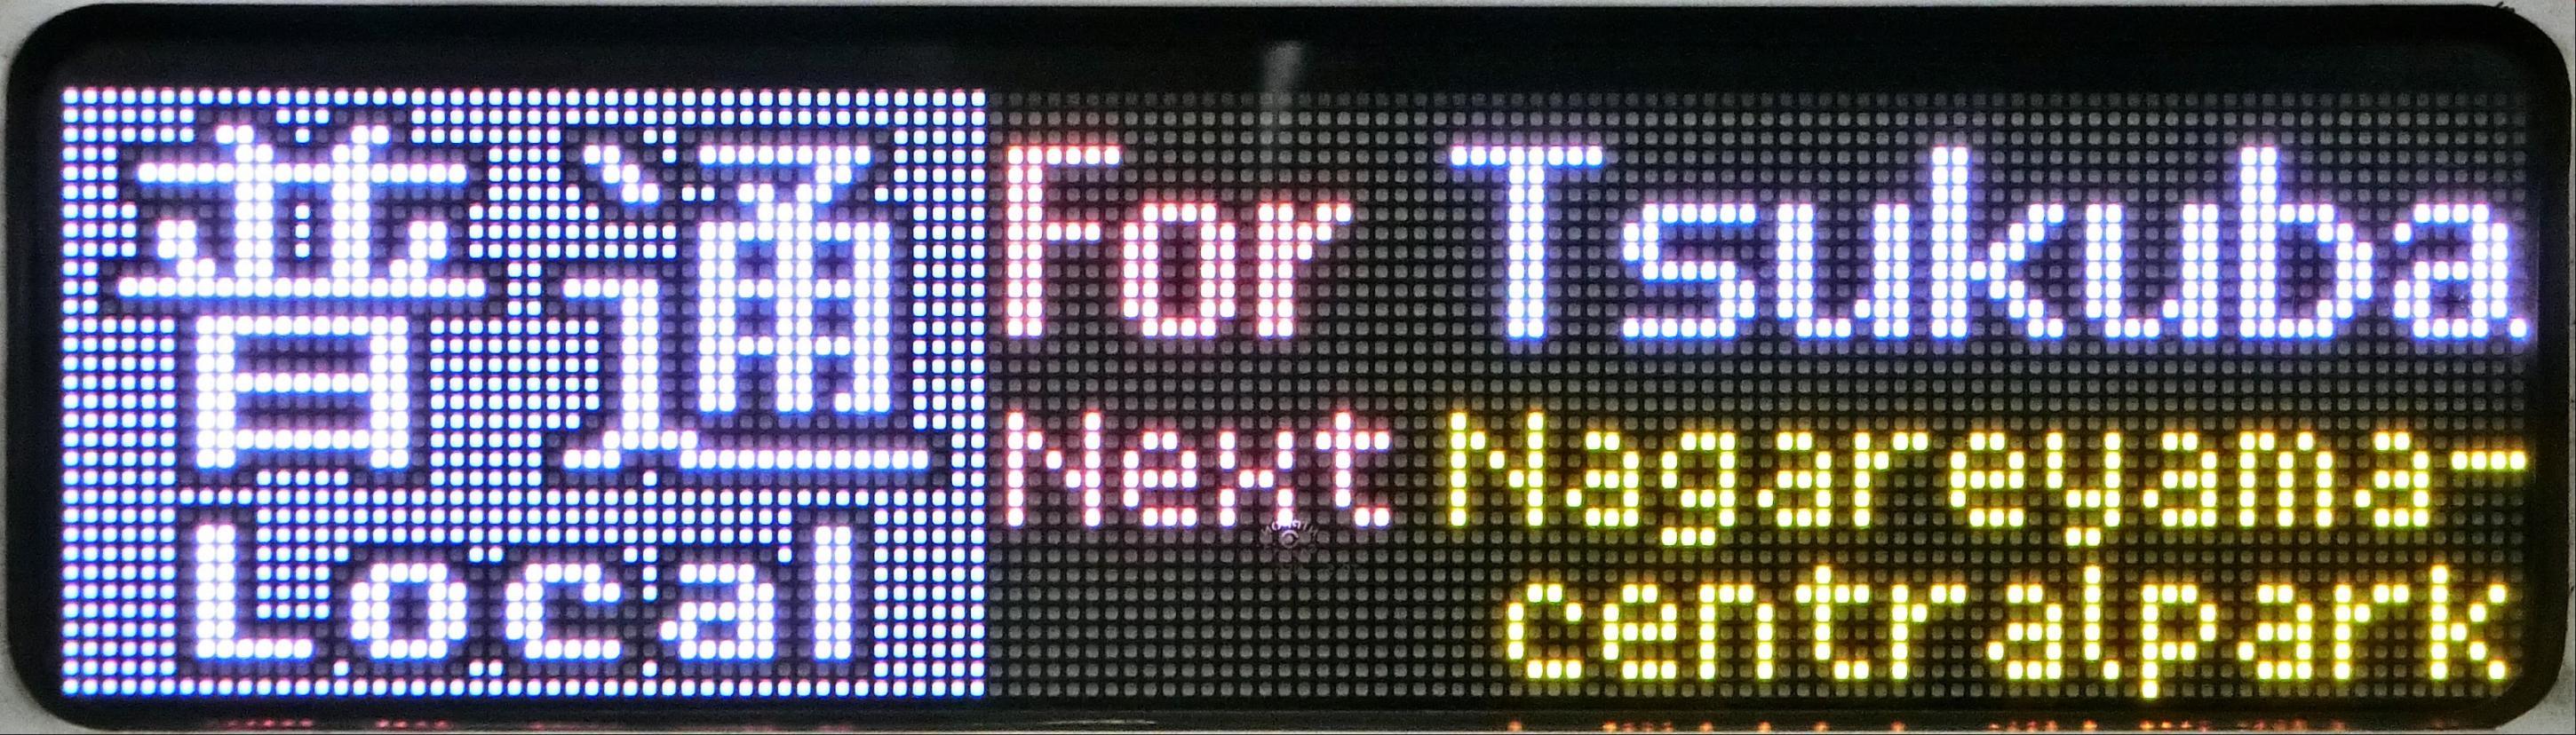 普通
Local
For Tsukuba
Next Nagareyama-
centralpark